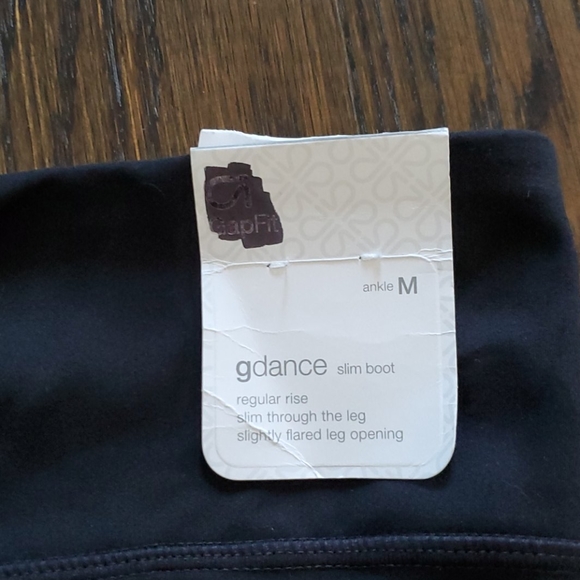 GapFit
ankle M
gdance slim boot
regular rise
slim through the leg
slightly flared leg opening